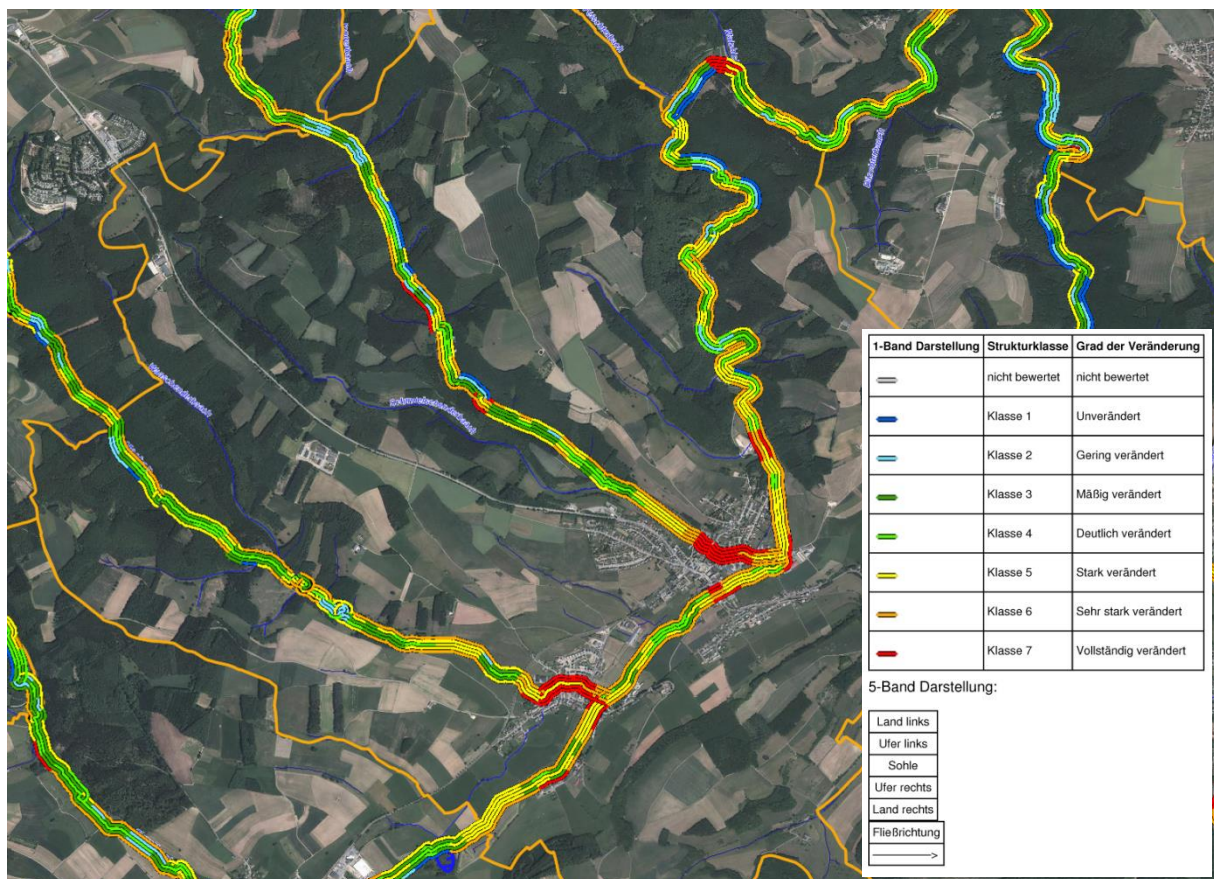 1-Band Darstellung Strukturklasse Grad der Veränderung
nicht bewertet nicht bewertet
Klasse 1 Unverändert
Klasse 2 Gering verändert
Klasse 3 Mäßig verändert
Klasse 4 Deutlich verändert
Klasse 5 Stark verändert
Klasse 6 Sehr stark verändert
Klasse 7 Vollständig verändert
5-Band Darstellung:
Land links
Ufer links
Sohle
Ufer rechts
Land rechts
Fließrichtung